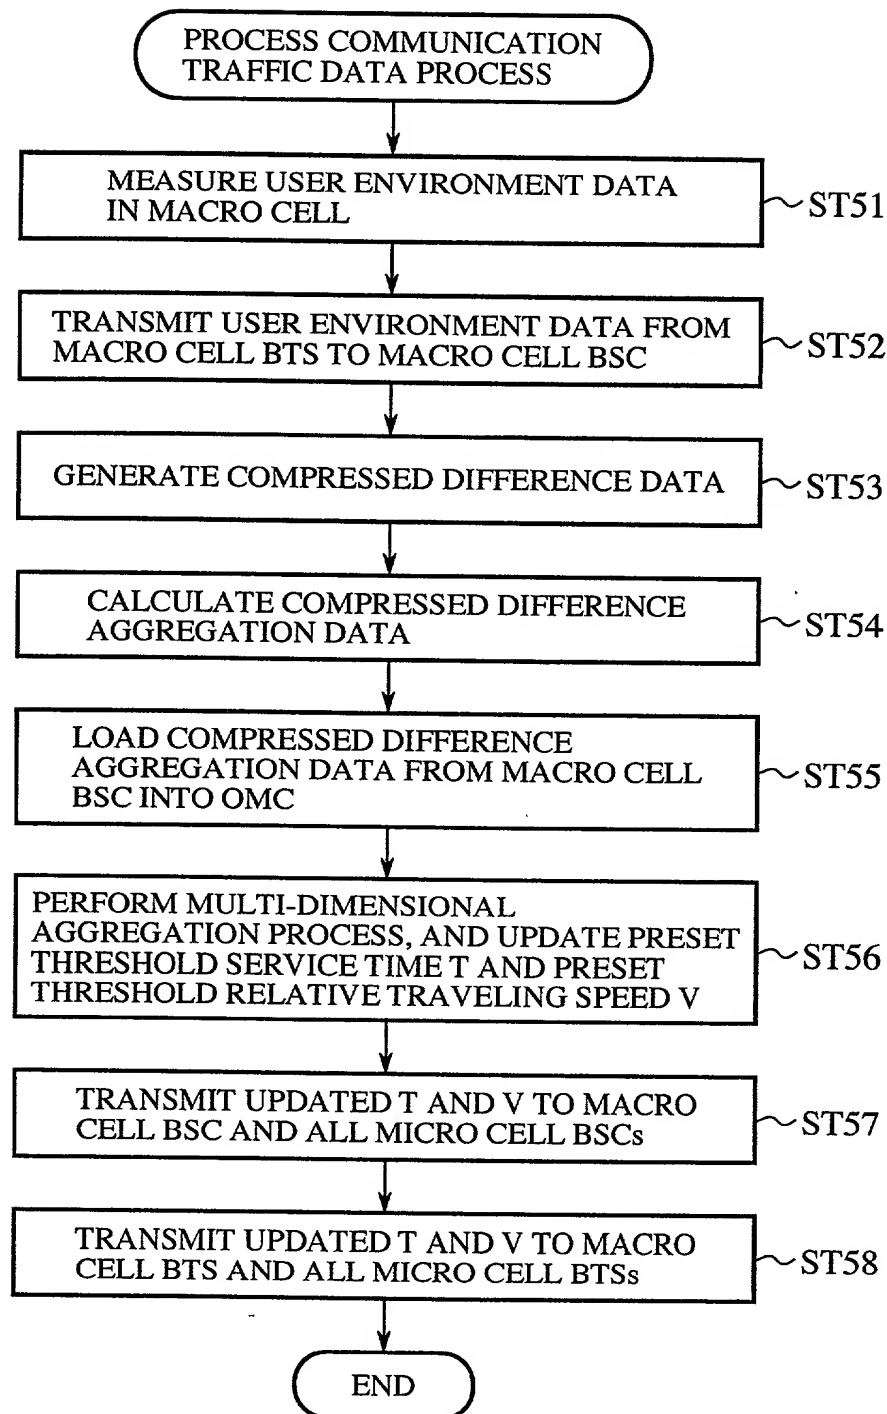 PROCESS COMMUNICATION
TRAFFIC DATA PROCESS
MEASURE USER ENVIRONMENT DATA
IN MACRO CELL
ST51
TRANSMIT USER ENVIRONMENT DATA FROM
MACRO CELL BTS TO MACRO CELL BSC
ST52
GENERATE COMPRESSED DIFFERENCE DATA
ST53
CALCULATE COMPRESSED DIFFERENCE
AGGREGATION DATA
ST54
LOAD COMPRESSED DIFFERENCE
AGGREGATION DATA FROM MACRO CELL
BSC INTO OMC
ST55
PERFORM MULTI-DIMENSIONAL
AGGREGATION PROCESS, AND UPDATE PRESET
THRESHOLD SERVICE TIME T AND PRESET
THRESHOLD RELATIVE TRAVELING SPEED V
ST56
TRANSMIT UPDATED T AND V TO MACRO
CELL BSC AND ALL MICRO CELL BSCs
ST57
TRANSMIT UPDATED T AND V TO MACRO
CELL BTS AND ALL MICRO CELL BTSs
ST58
END